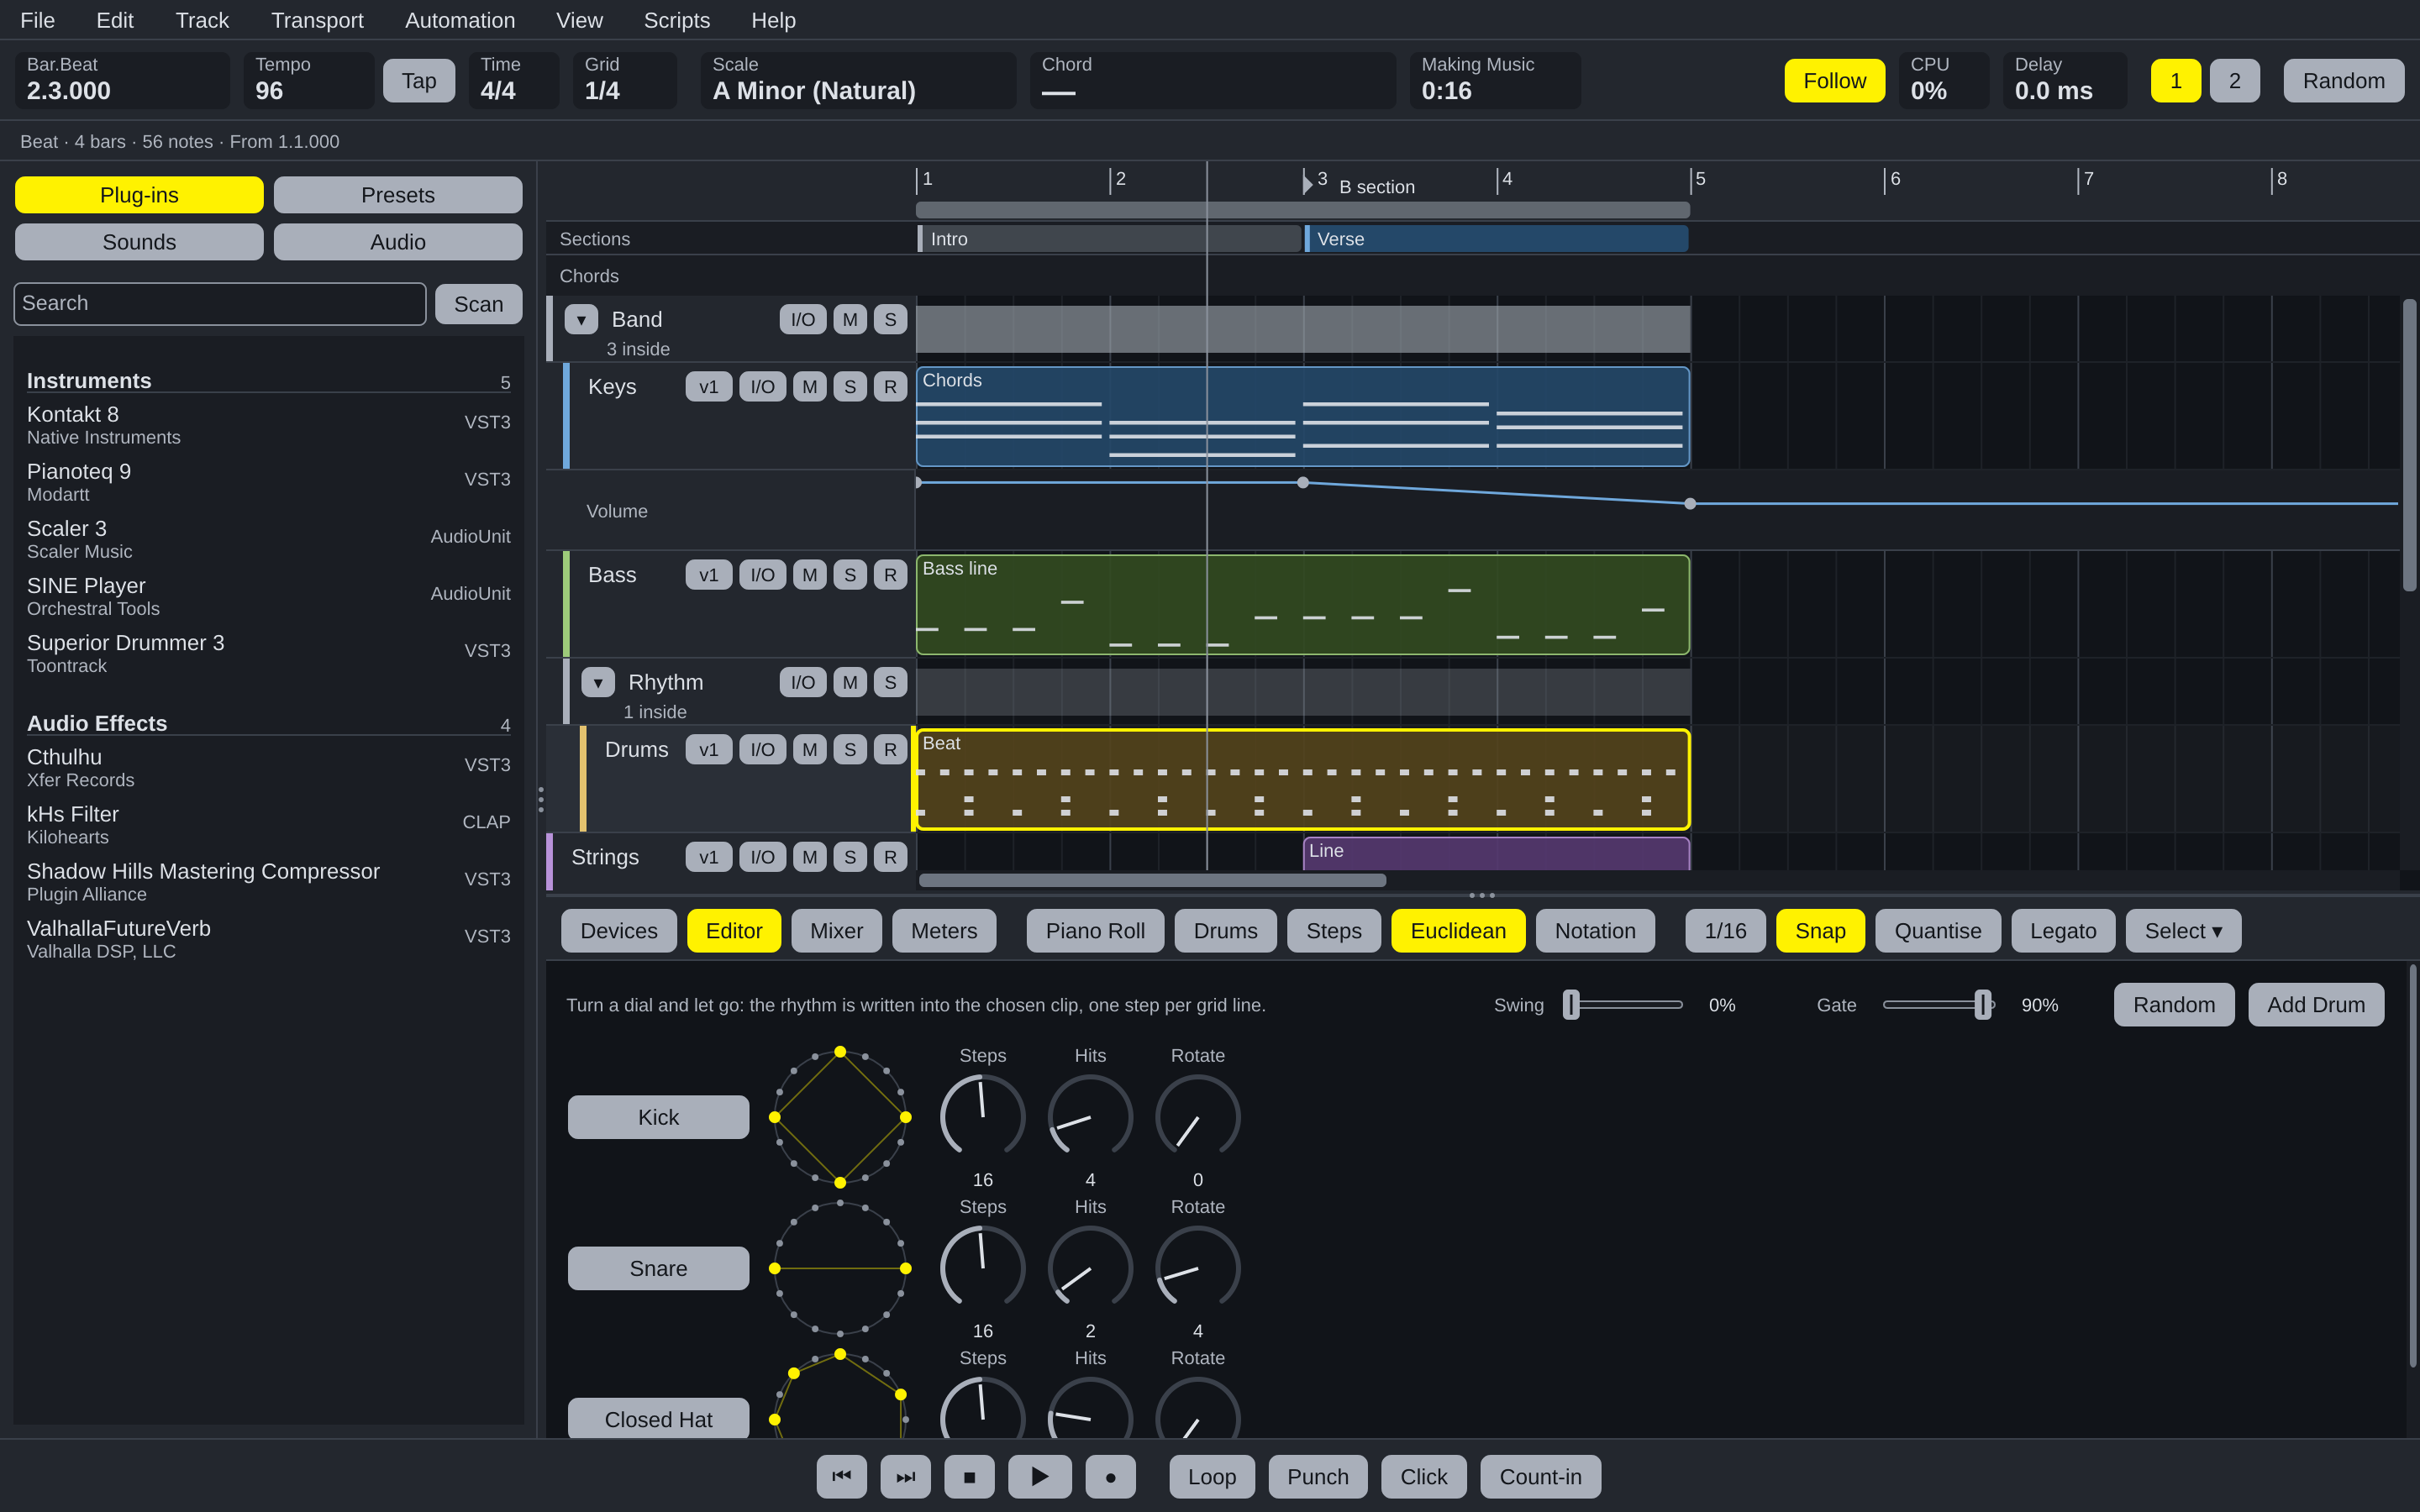 File Edit Track Transport Automation View Scripts Help
Bar.Beat Tempo Time Grid Scale Chord Making Music CPU Delay
2.3.000 96 Tap 4/4 1/4 A Minor (Natural) — 0:16 Follow 0% 0.0 ms 1 2 Random
Beat · 4 bars · 56 notes · From 1.1.000
Plug-ins Presets
Sounds Audio
Search Scan
Instruments 5
Kontakt 8
Native Instruments
VST3
Pianoteq 9
Modartt
VST3
Scaler 3
Scaler Music
AudioUnit
SINE Player
Orchestral Tools
AudioUnit
Superior Drummer 3
Toontrack
VST3
Audio Effects 4
Cthulhu
Xfer Records
VST3
kHs Filter
Kilohearts
CLAP
Shadow Hills Mastering Compressor
Plugin Alliance
VST3
ValhallaFutureVerb
Valhalla DSP, LLC
VST3
1 2 3 B section 4 5 6 7 8
Sections Intro Verse
Chords
▾ Band I/O M S
3 inside
Keys v1 I/O M S R Chords
Volume
Bass v1 I/O M S R Bass line
▾ Rhythm I/O M S
1 inside
Drums v1 I/O M S R Beat
Strings v1 I/O M S R Line
Devices Editor Mixer Meters Piano Roll Drums Steps Euclidean Notation 1/16 Snap Quantise Legato Select ▾
Turn a dial and let go: the rhythm is written into the chosen clip, one step per grid line. Swing 0% Gate 90% Random Add Drum
Steps Hits Rotate
Kick
16 4 0
Steps Hits Rotate
Snare
16 2 4
Steps Hits Rotate
Closed Hat
Loop Punch Click Count-in